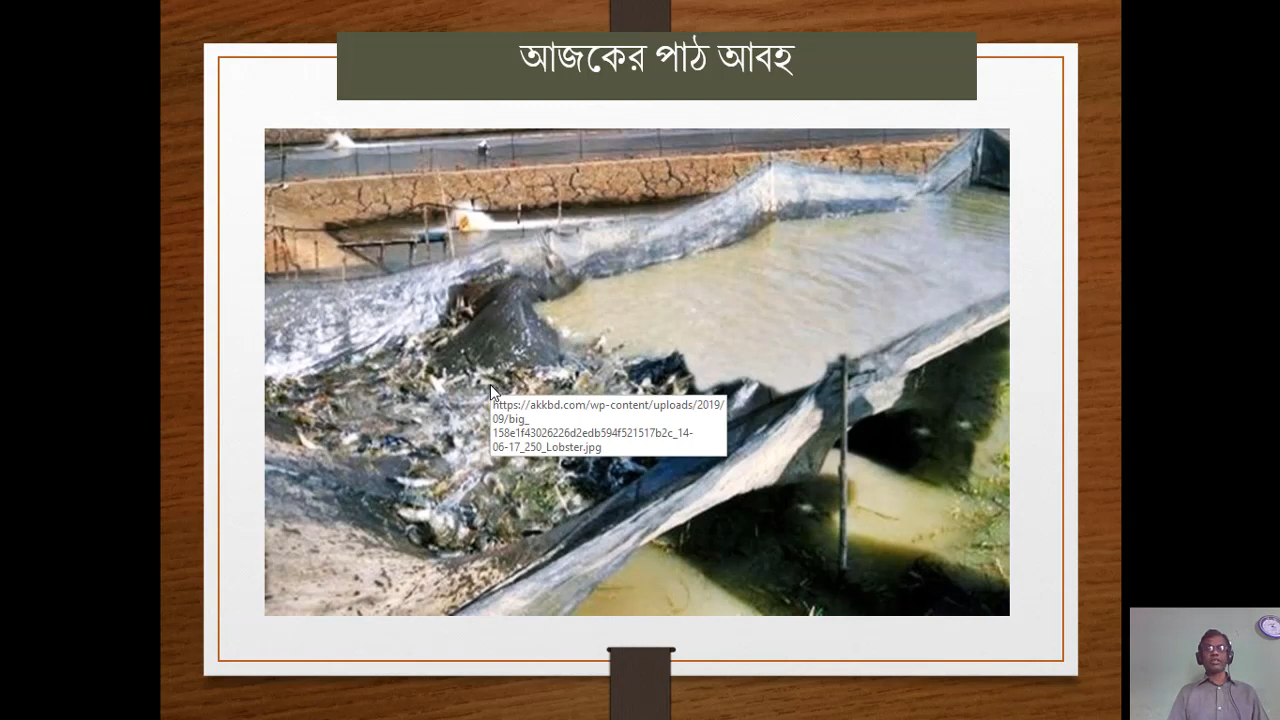 আজকের পাঠ আবহ
https://akkbd.com/wp-content/uploads/2019/
09/big_
158e1f43026226d2edb594f521517b2c_14-
06-17_250_Lobster.jpg